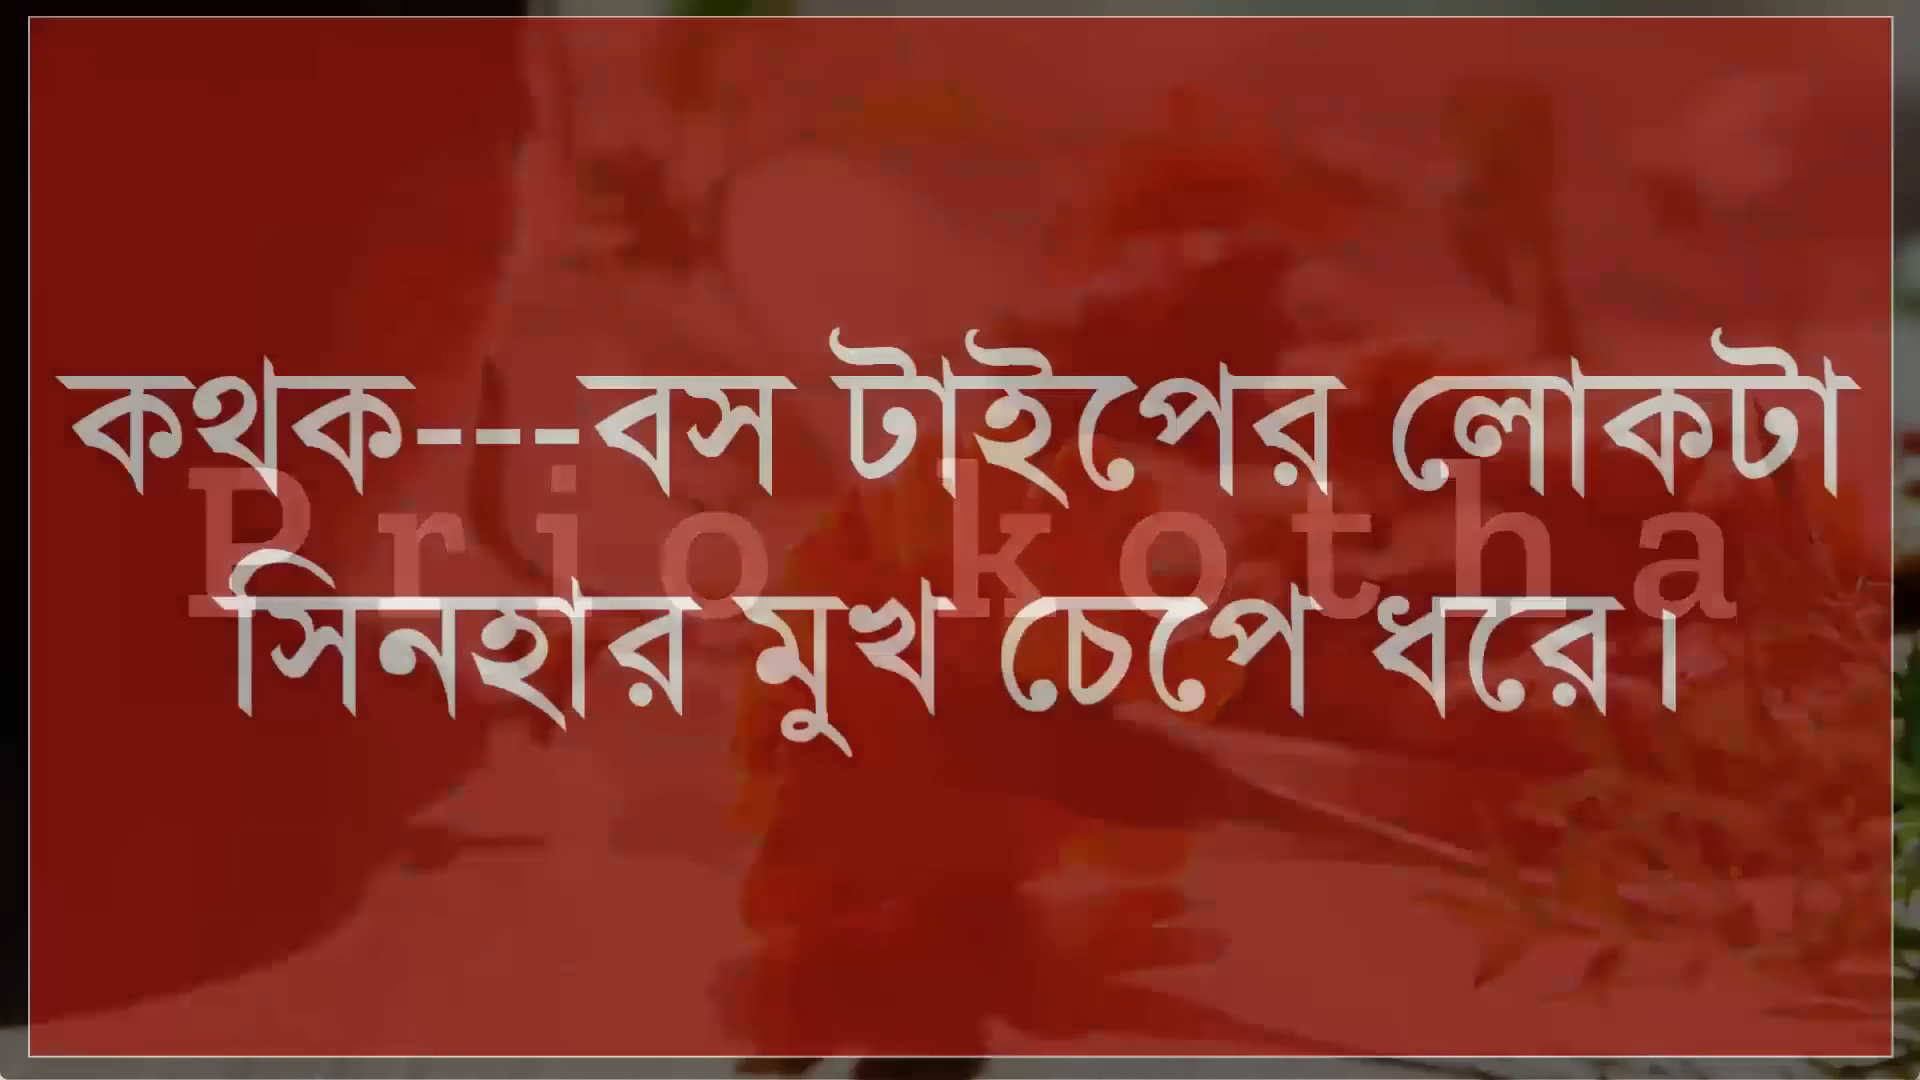 কথক---বস টাইপের লোকটা
Prio kotha
সিনহার মুখ চেপে ধরে।